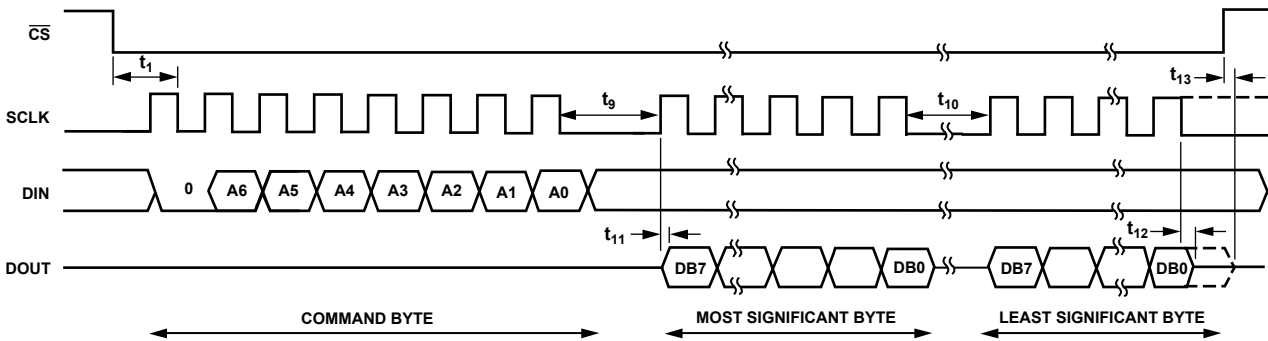 CS
t1
t13
SCLK
t9
t10
DIN
0 A6 A5 A4 A3 A2 A1 A0
t11
t12
DOUT
DB7 DB0 DB7 DB0
COMMAND BYTE MOST SIGNIFICANT BYTE LEAST SIGNIFICANT BYTE